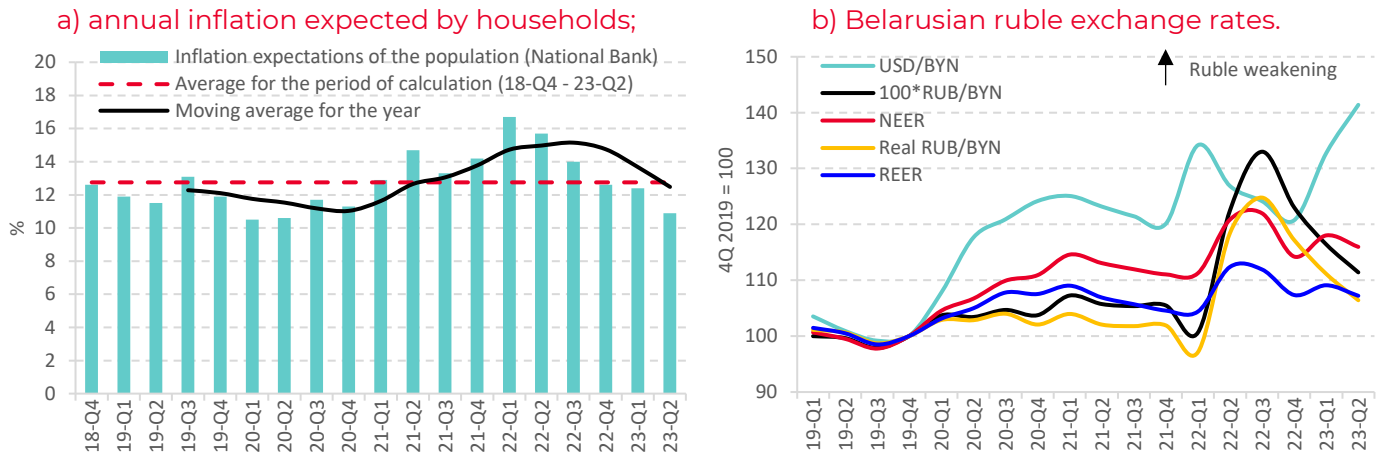 a) annual inflation expected by households;
Inflation expectations of the population (National Bank)
Average for the period of calculation (18-Q4 - 23-Q2)
Moving average for the year
%
20
18
16
14
12
10
8
6
4
2
0
18-Q4
19-Q1
19-Q2
19-Q3
19-Q4
20-Q1
20-Q2
20-Q3
20-Q4
21-Q1
21-Q2
21-Q3
21-Q4
22-Q1
22-Q2
22-Q3
22-Q4
23-Q1
23-Q2
b) Belarusian ruble exchange rates.
USD/BYN
100*RUB/BYN
NEER
Real RUB/BYN
REER
Ruble weakening
4Q 2019 = 100
150
140
130
120
110
100
90
19-Q1
19-Q2
19-Q3
19-Q4
20-Q1
20-Q2
20-Q3
20-Q4
21-Q1
21-Q2
21-Q3
21-Q4
22-Q1
22-Q2
22-Q3
22-Q4
23-Q1
23-Q2